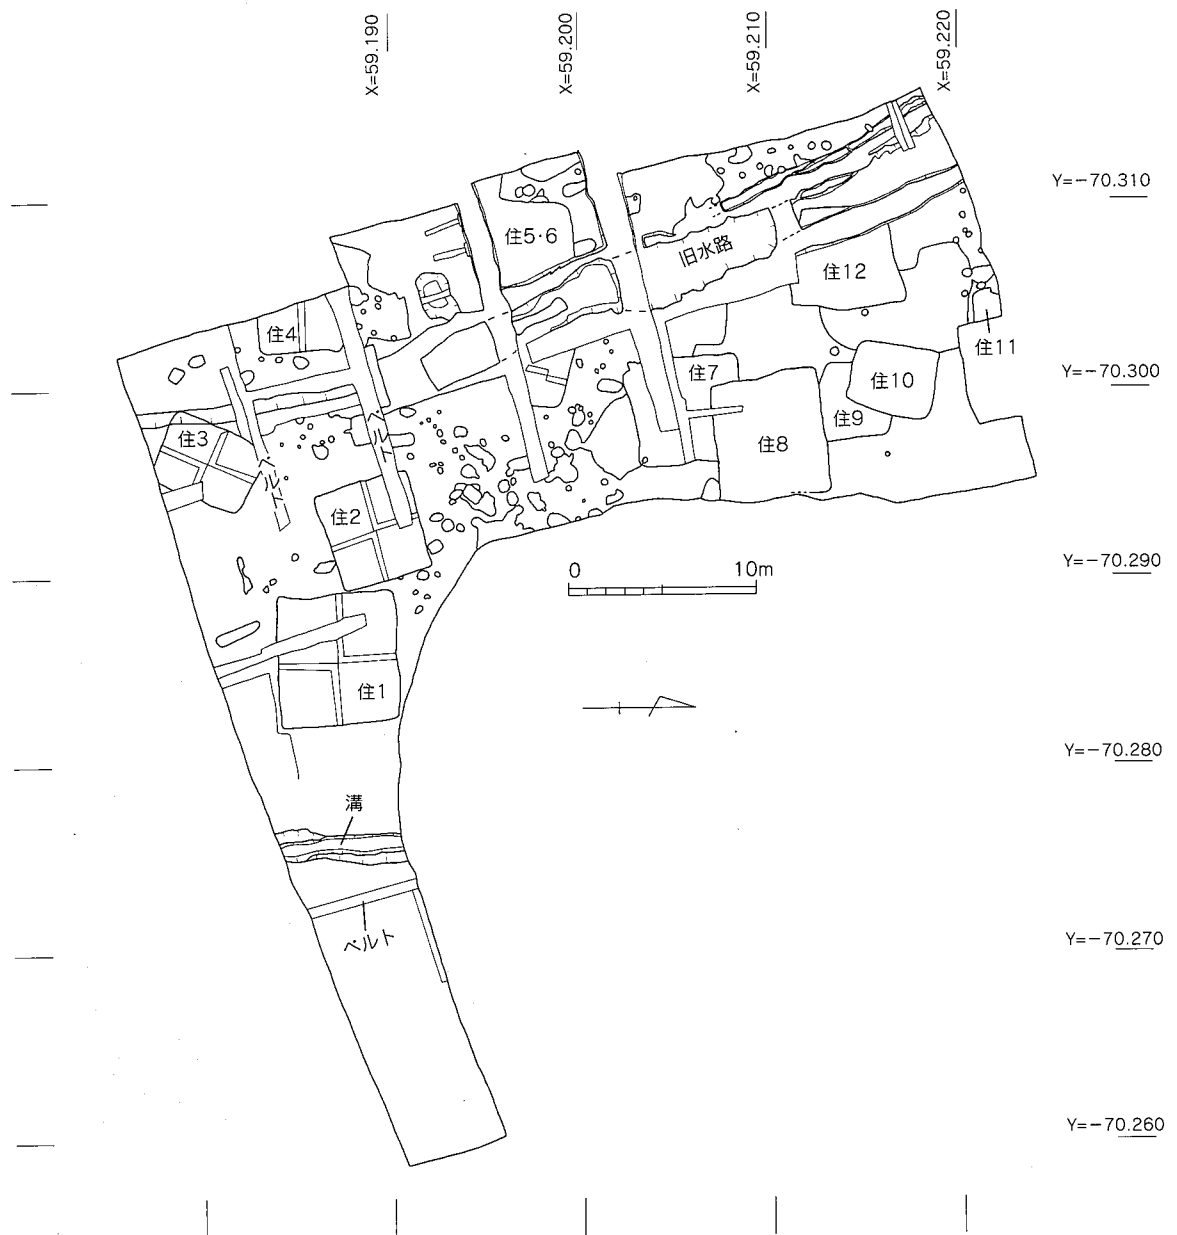 X=59.190
X=59.200
X=59.210
X=59.220
Y=-70.310
住5・6
旧水路
住12
住4
住11
住7
住10
Y=-70.300
住3
ベルト
ベルト
住8
住9
住2
0 10m
Y=-70.290
住1
Y=-70.280
溝
ベルト
Y=-70.270
Y=-70.260